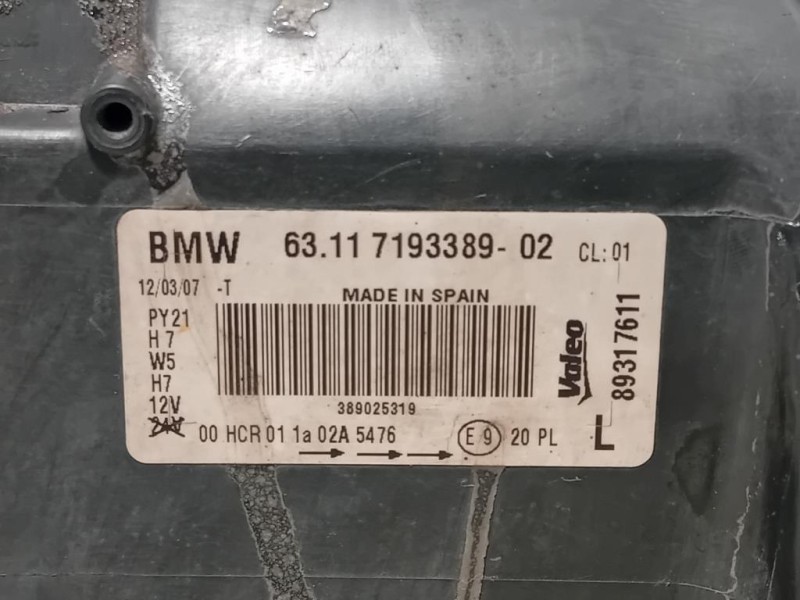 BMW 63.11 7193389- 02 CL: 01
12/03/07 -T
MADE IN SPAIN
PY21
H 7
W5
H7
12V
24V
389025319
00 HCR 01 1a 02A 5476
E 9 20 PL
Valeo
89317611
L